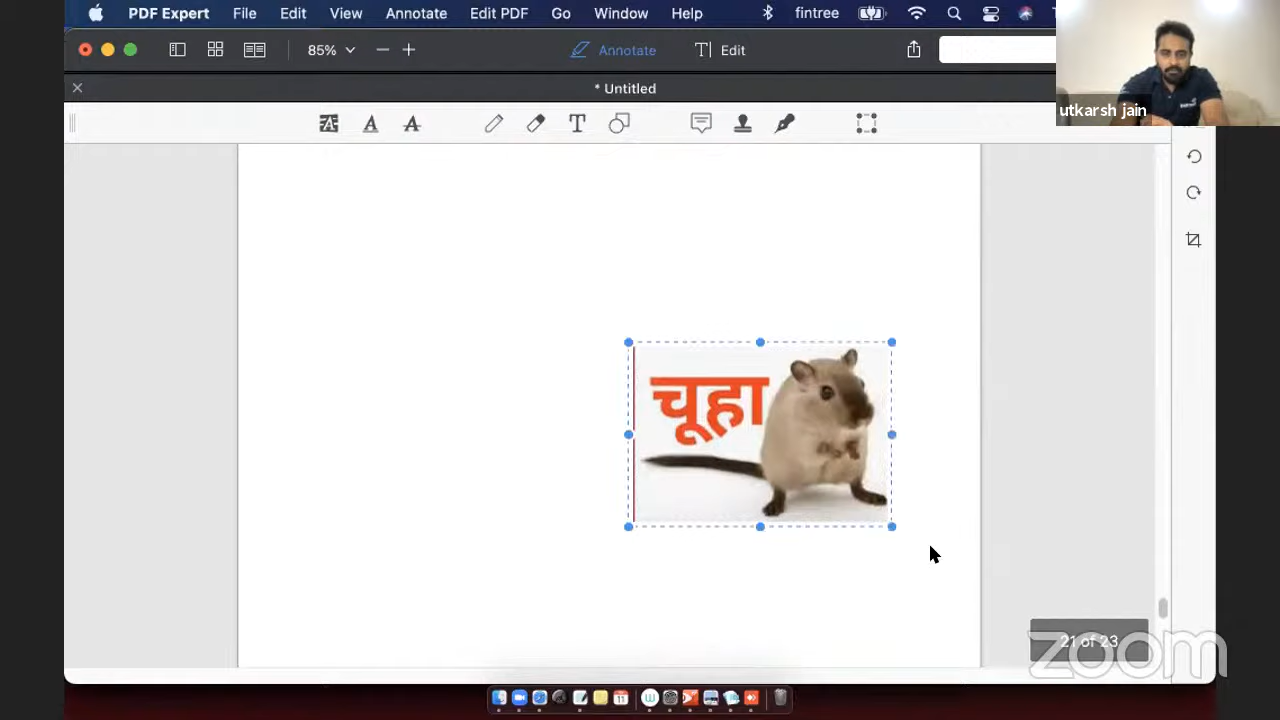 PDF Expert File Edit View Annotate Edit PDF Go Window Help fintree
85% Annotate T Edit
* Untitled
utkarsh jain
A A A T
चूहा
21 of 23
zoom
11